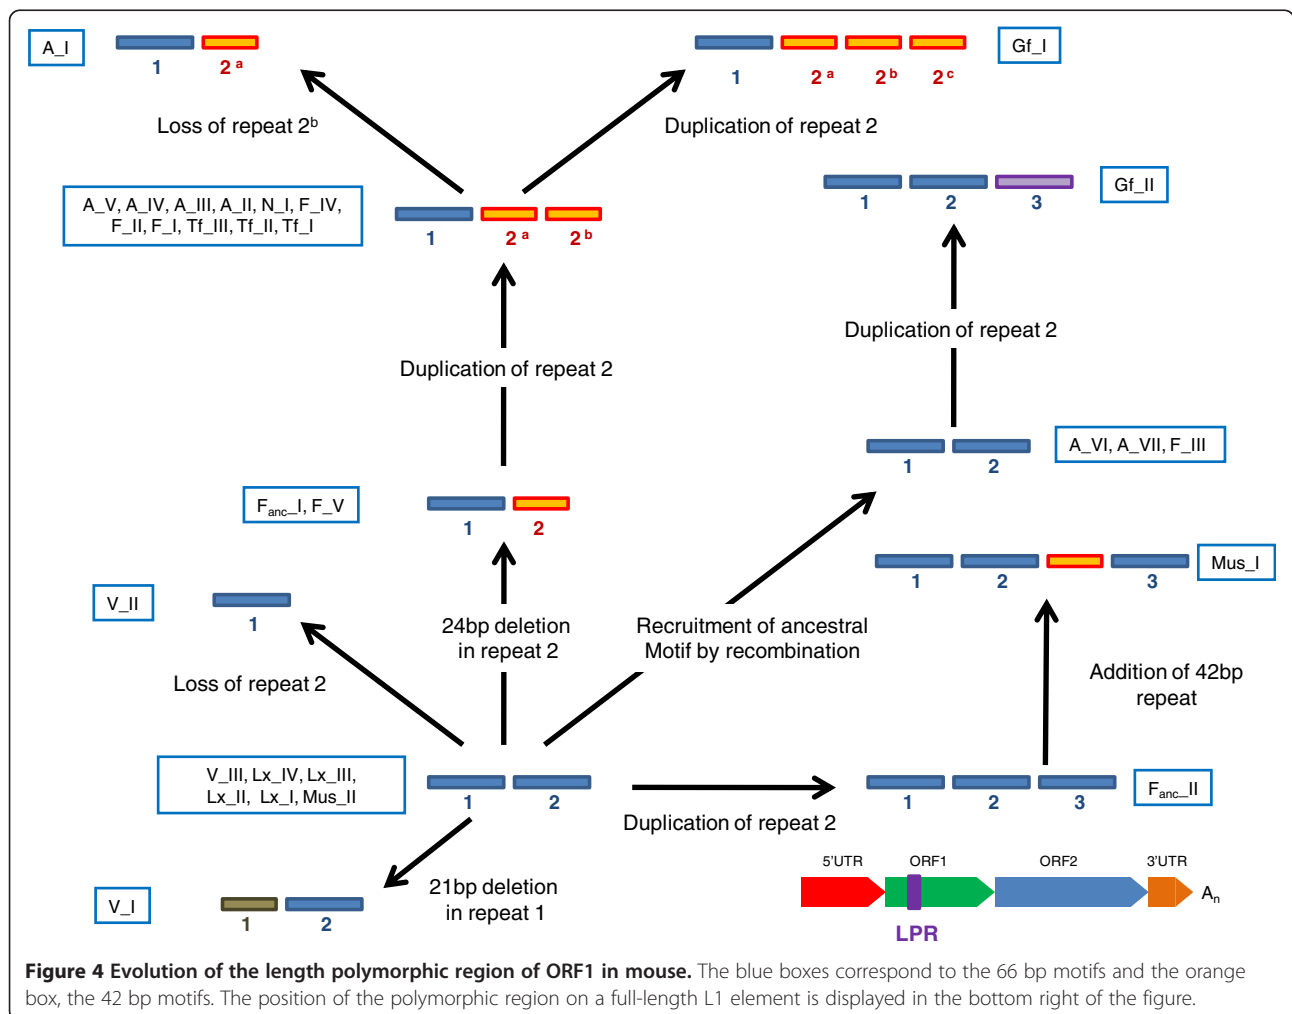 A_I
1
2 a
Loss of repeat 2b
1
2 a
2 b
2 c
Gf_I
Duplication of repeat 2
A_V, A_IV, A_III, A_II, N_I, F_IV,
F_II, F_I, Tf_III, Tf_II, Tf_I
1
2 a
2 b
1
2
3
Gf_II
Duplication of repeat 2
Duplication of repeat 2
1
2
A_VI, A_VII, F_III
Fanc_I, F_V
1
2
1
2
3
Mus_I
V_II
1
Loss of repeat 2
24bp deletion
in repeat 2
Recruitment of ancestral
Motif by recombination
Addition of 42bp
repeat
V_III, Lx_IV, Lx_III,
Lx_II, Lx_I, Mus_II
1
2
Duplication of repeat 2
1
2
3
Fanc_II
V_I
1
2
21bp deletion
in repeat 1
5'UTR
ORF1
ORF2
3'UTR
An
LPR
Figure 4 Evolution of the length polymorphic region of ORF1 in mouse. The blue boxes correspond to the 66 bp motifs and the orange
box, the 42 bp motifs. The position of the polymorphic region on a full-length L1 element is displayed in the bottom right of the figure.